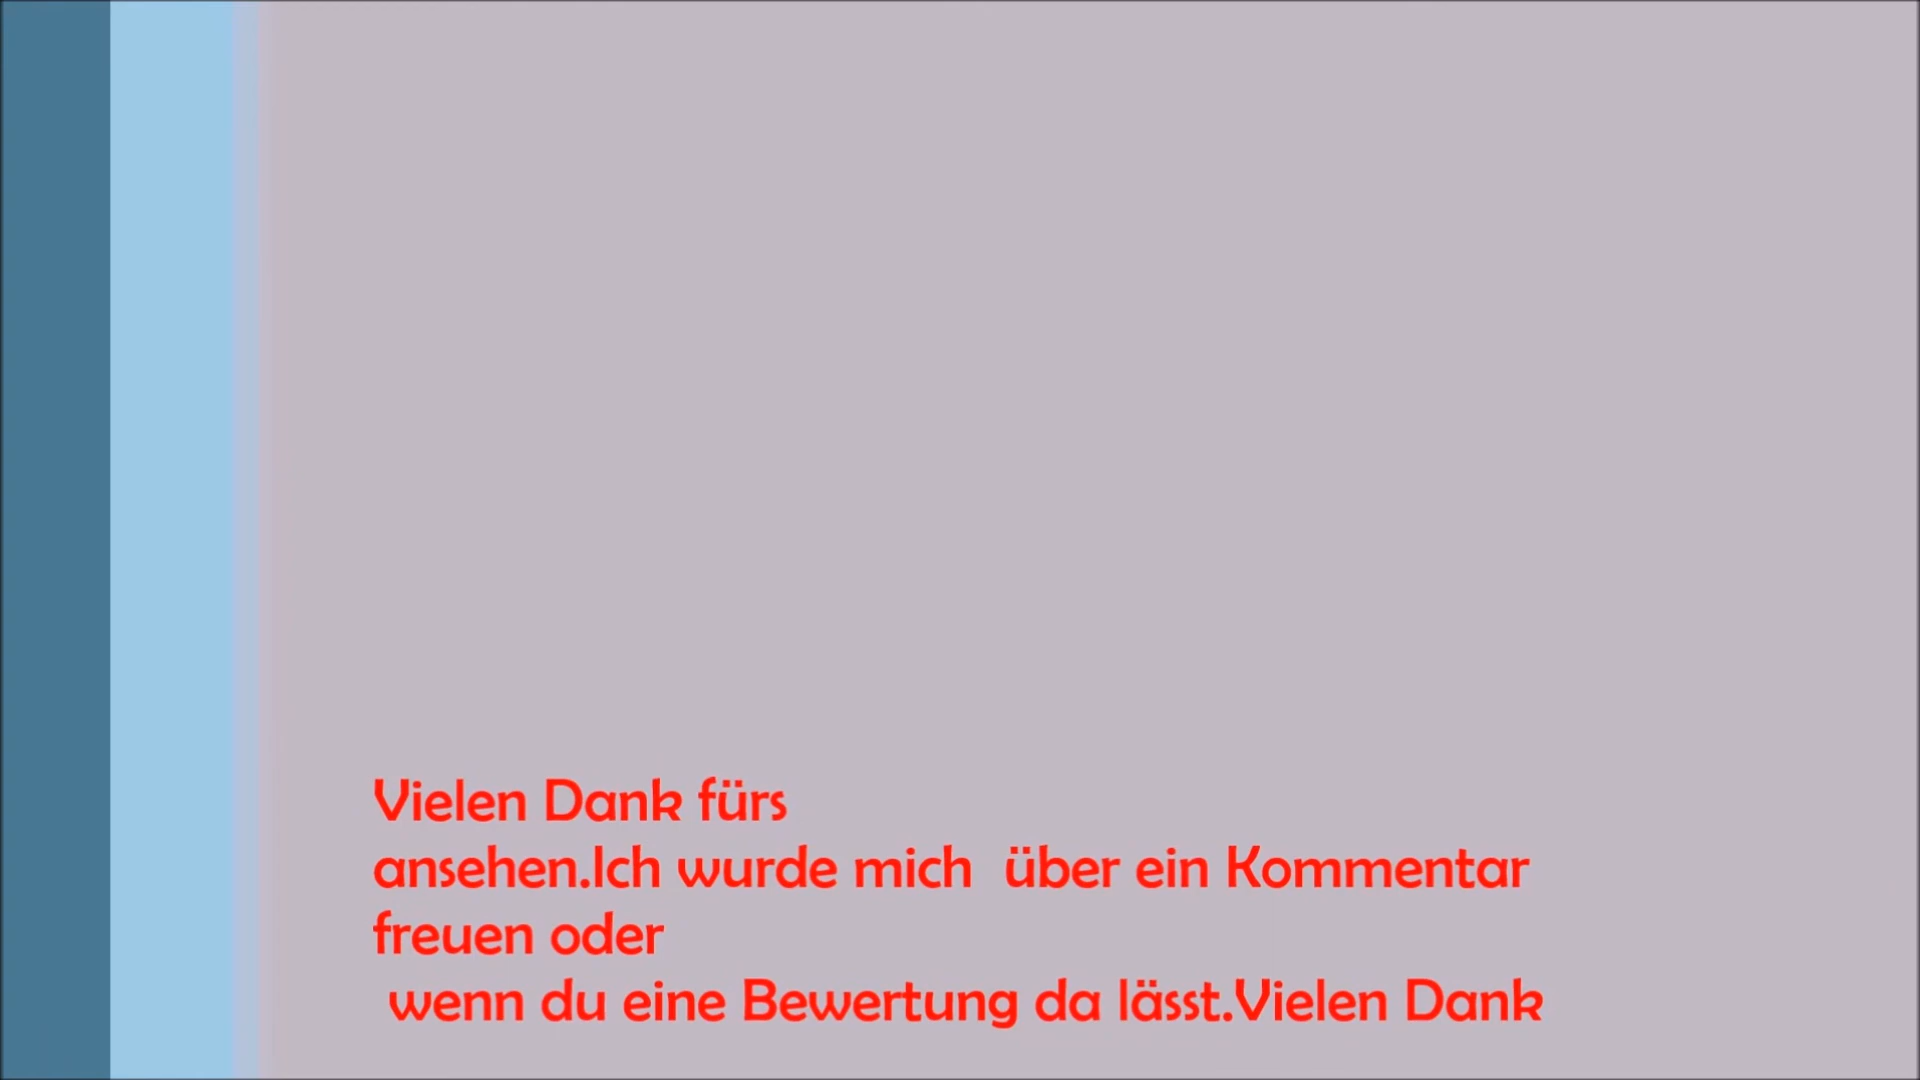 Vielen Dank fürs
ansehen.Ich wurde mich  über ein Kommentar
freuen oder
 wenn du eine Bewertung da lässt.Vielen Dank